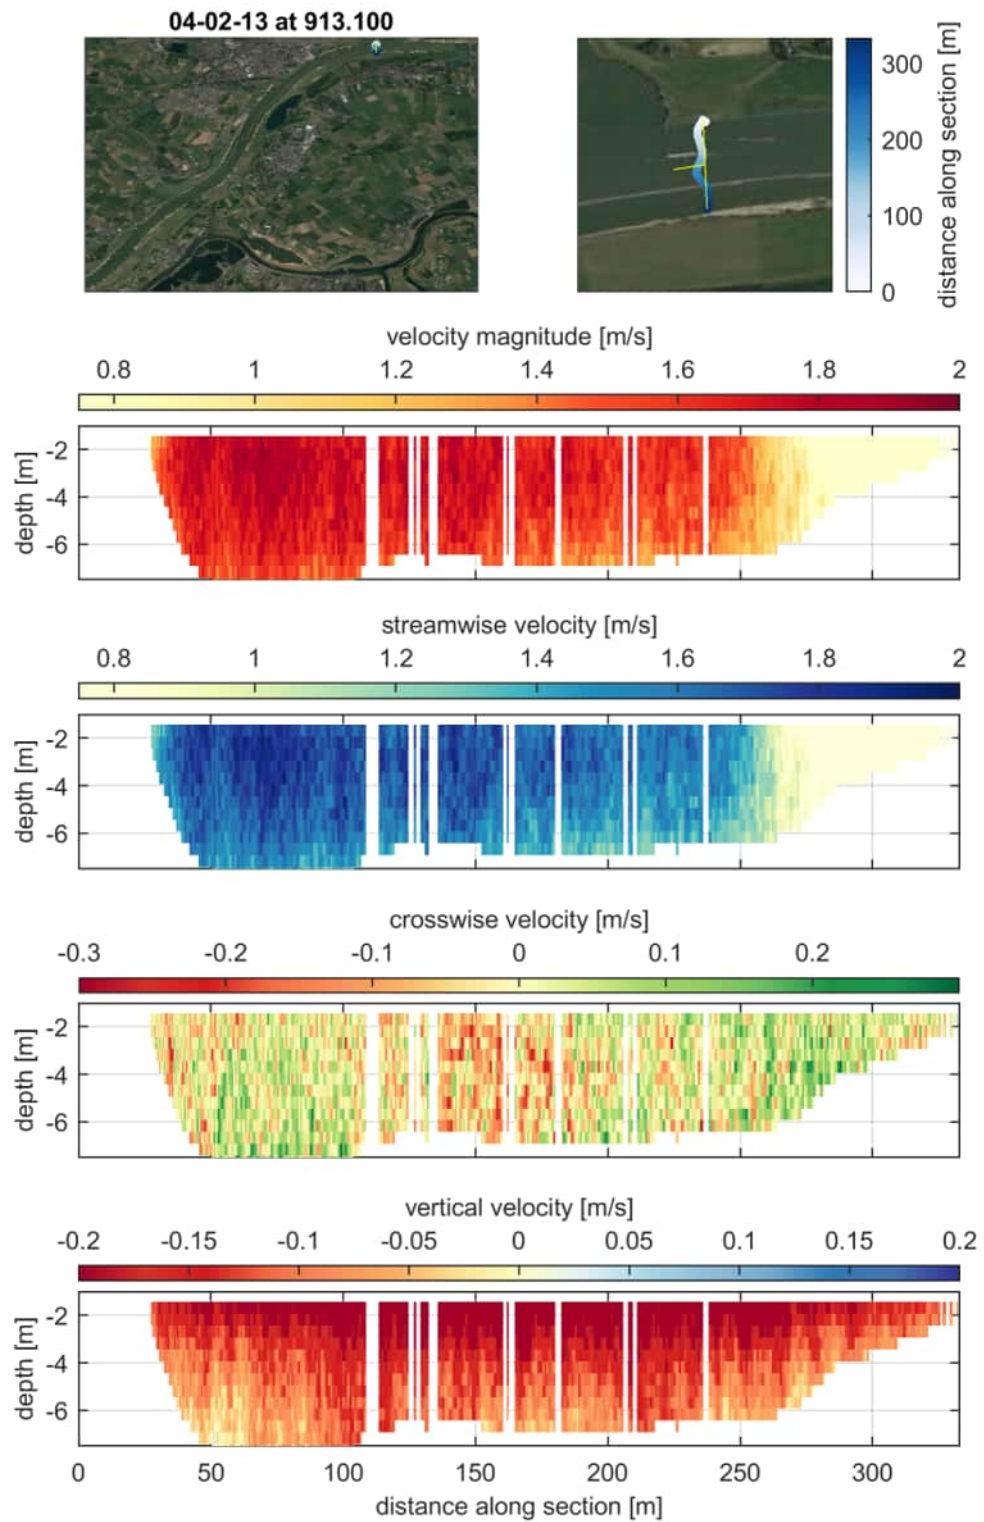 04-02-13 at 913.100
300
200
100
0
distance along section [m]
velocity magnitude [m/s]
0.8 1 1.2 1.4 1.6 1.8 2
-2
-4
-6
depth [m]
streamwise velocity [m/s]
0.8 1 1.2 1.4 1.6 1.8 2
-2
-4
-6
depth [m]
crosswise velocity [m/s]
-0.3 -0.2 -0.1 0 0.1 0.2
-2
-4
-6
depth [m]
vertical velocity [m/s]
-0.2 -0.15 -0.1 -0.05 0 0.05 0.1 0.15 0.2
-2
-4
-6
depth [m]
0 50 100 150 200 250 300
distance along section [m]